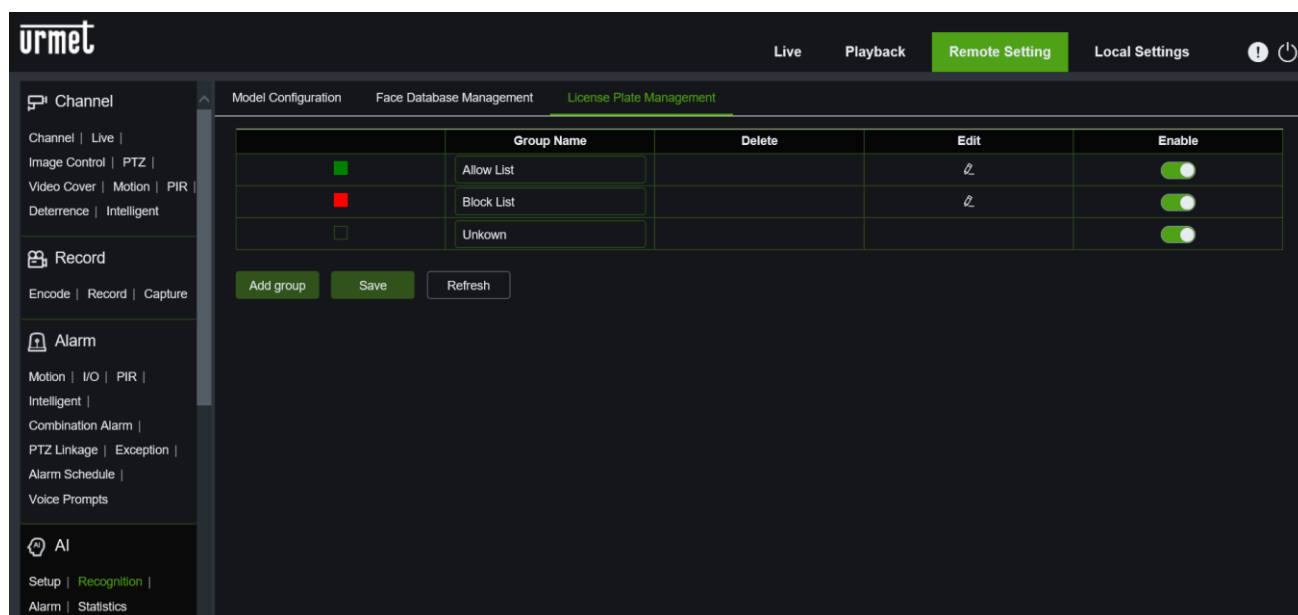 urmet
Live Playback Remote Setting Local Settings
Channel
Channel | Live |
Image Control | PTZ |
Video Cover | Motion | PIR |
Deterrence | Intelligent
Record
Encode | Record | Capture
Alarm
Motion | I/O | PIR |
Intelligent |
Combination Alarm |
PTZ Linkage | Exception |
Alarm Schedule |
Voice Prompts
AI
Setup | Recognition |
Alarm | Statistics
Model Configuration Face Database Management License Plate Management
Group Name Delete Edit Enable
Allow List
Block List
Unkown
Add group Save Refresh